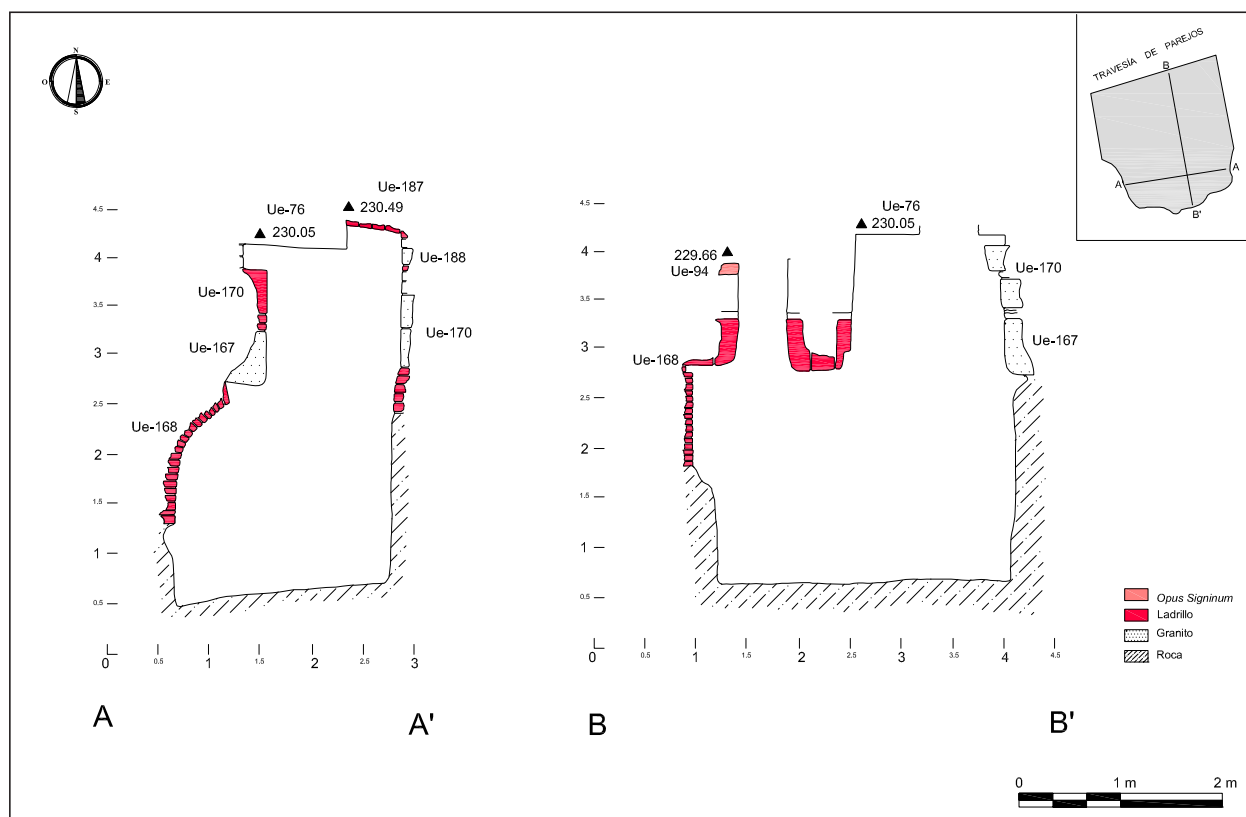 N
O
E
S
TRAVESÍA DE PAREJOS
B
A
A
B'
Ue-187
230.49
Ue-76
230.05
Ue-188
Ue-170
Ue-170
Ue-167
Ue-168
4.5
4
3.5
3
2.5
2
1.5
1
0.5
0
0.5
1
1.5
2
2.5
3
A
A'
Ue-76
230.05
229.66
Ue-94
Ue-170
Ue-167
Ue-168
4.5
4
3.5
3
2.5
2
1.5
1
0.5
0
0.5
1
1.5
2
2.5
3
3.5
4
4.5
B
B'
Opus Signinum
Ladrillo
Granito
Roca
0 1 m 2 m